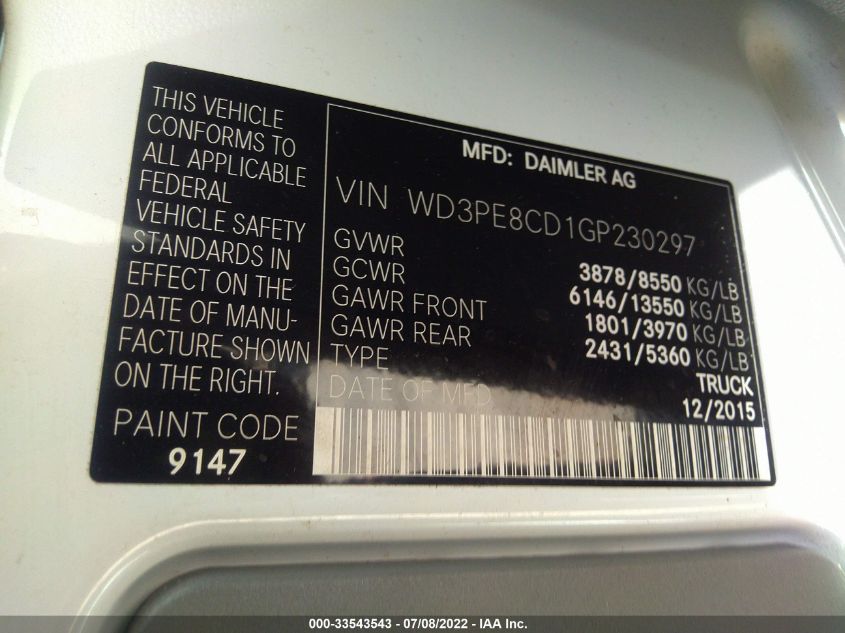 THIS VEHICLE
CONFORMS TO
ALL APPLICABLE
FEDERAL
VEHICLE SAFETY
STANDARDS IN
EFFECT ON THE
DATE OF MANU-
FACTURE SHOWN
ON THE RIGHT.
PAINT CODE
9147
MFD: DAIMLER AG
VIN WD3PE8CD1GP230297
GVWR 3878/8550 KG/LB
GCWR 6146/13550 KG/LB
GAWR FRONT 1801/3970 KG/LB
GAWR REAR 2431/5360 KG/LB
TYPE TRUCK
DATE OF MFD 12/2015
000-33543543 / 07/08/2022 - IAA Inc.